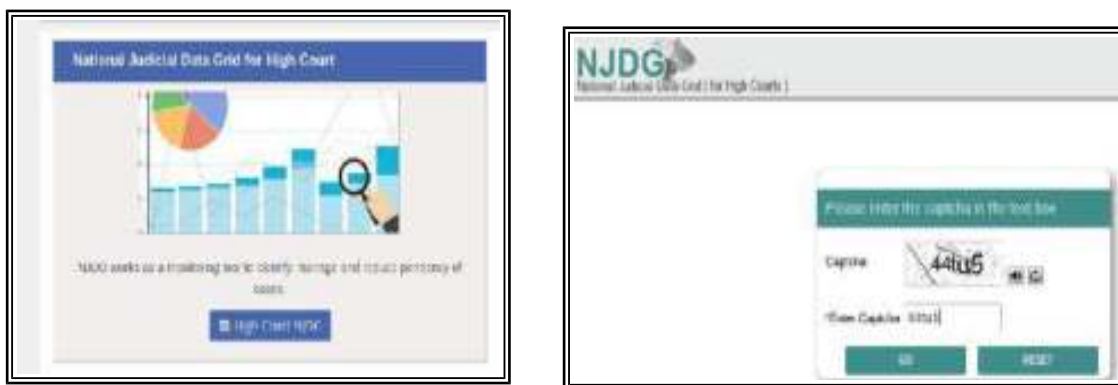 National Judicial Data Grid for High Court
NJDG works as a monitoring tool to identify, manage and reduce pendency of
cases
High Court NJDG
NJDG
National Judicial Data Grid ( for High Courts )
Please enter the captcha in the text box
Captcha
44fu5
*Enter Captcha 44fu5
GO RESET